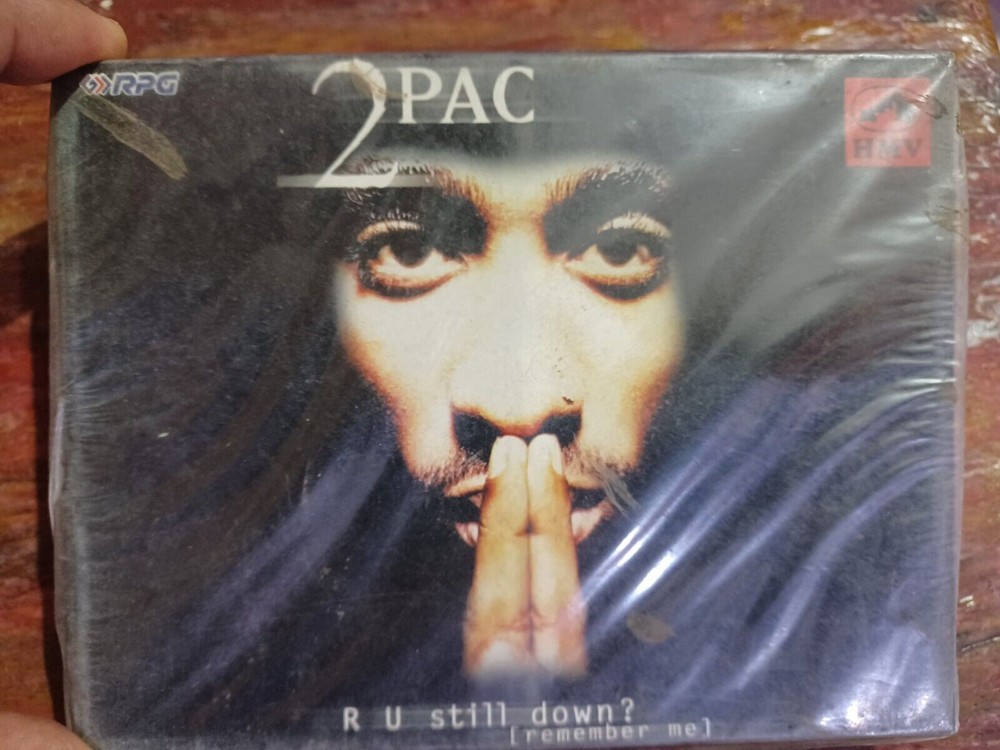 RPG
2PAC
HMV
R U still down?
[remember me]